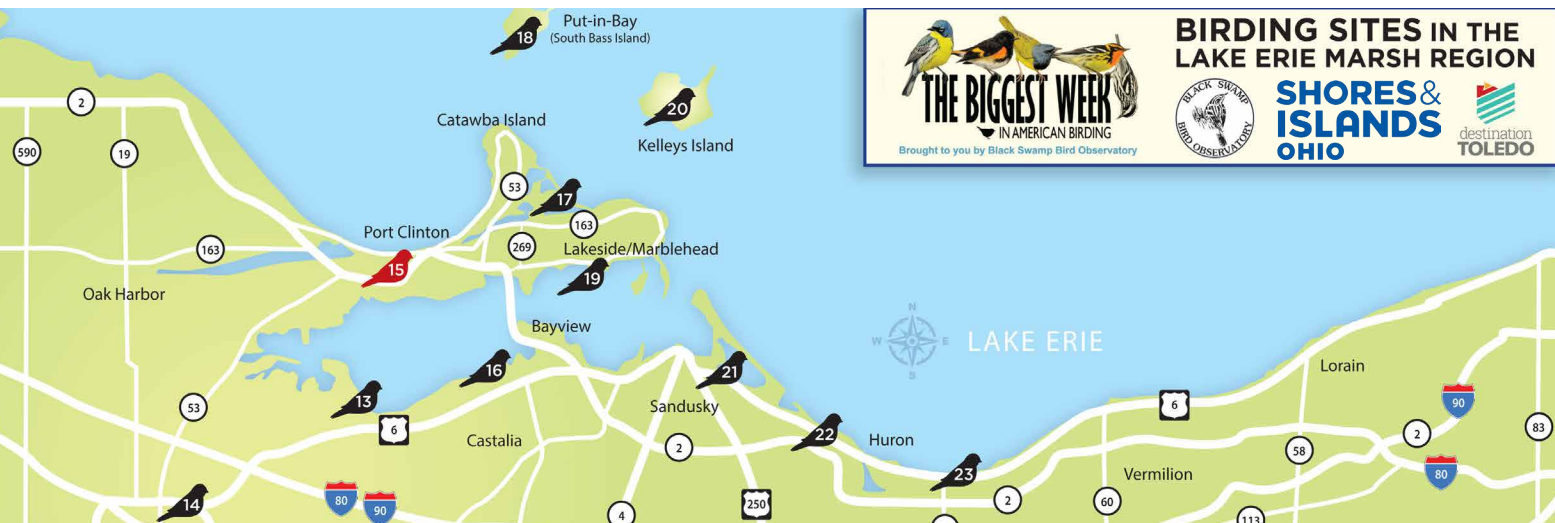 Put-in-Bay
(South Bass Island)
18
20
Kelleys Island
Catawba Island
THE BIGGEST WEEK
IN AMERICAN BIRDING
Brought to you by Black Swamp Bird Observatory
BIRDING SITES IN THE
LAKE ERIE MARSH REGION
BLACK SWAMP
BIRD OBSERVATORY
SHORES&
ISLANDS
OHIO
destination
TOLEDO
2
590
19
53
17
163
Port Clinton
269
Lakeside/Marblehead
163
15
19
Oak Harbor
Bayview
N
W
E
S
LAKE ERIE
16
21
Lorain
13
53
6
Sandusky
6
90
Castalia
2
22
Huron
2
83
58
14
80
90
250
23
Vermilion
80
4
2
60
113